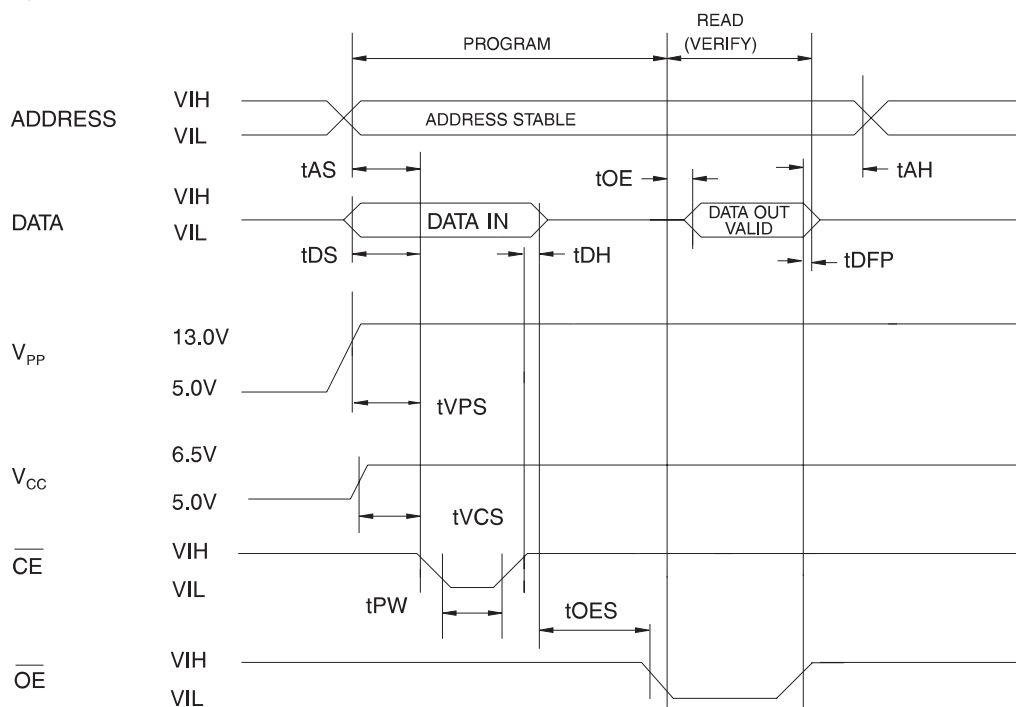 READ
PROGRAM (VERIFY)
ADDRESS VIH
VIL ADDRESS STABLE
tAS tOE tAH
DATA VIH
VIL DATA IN DATA OUT
VALID
tDS tDH tDFP
VPP 13.0V
5.0V
tVPS
VCC 6.5V
5.0V
tVCS
CE VIH
VIL
tPW tOES
OE VIH
VIL